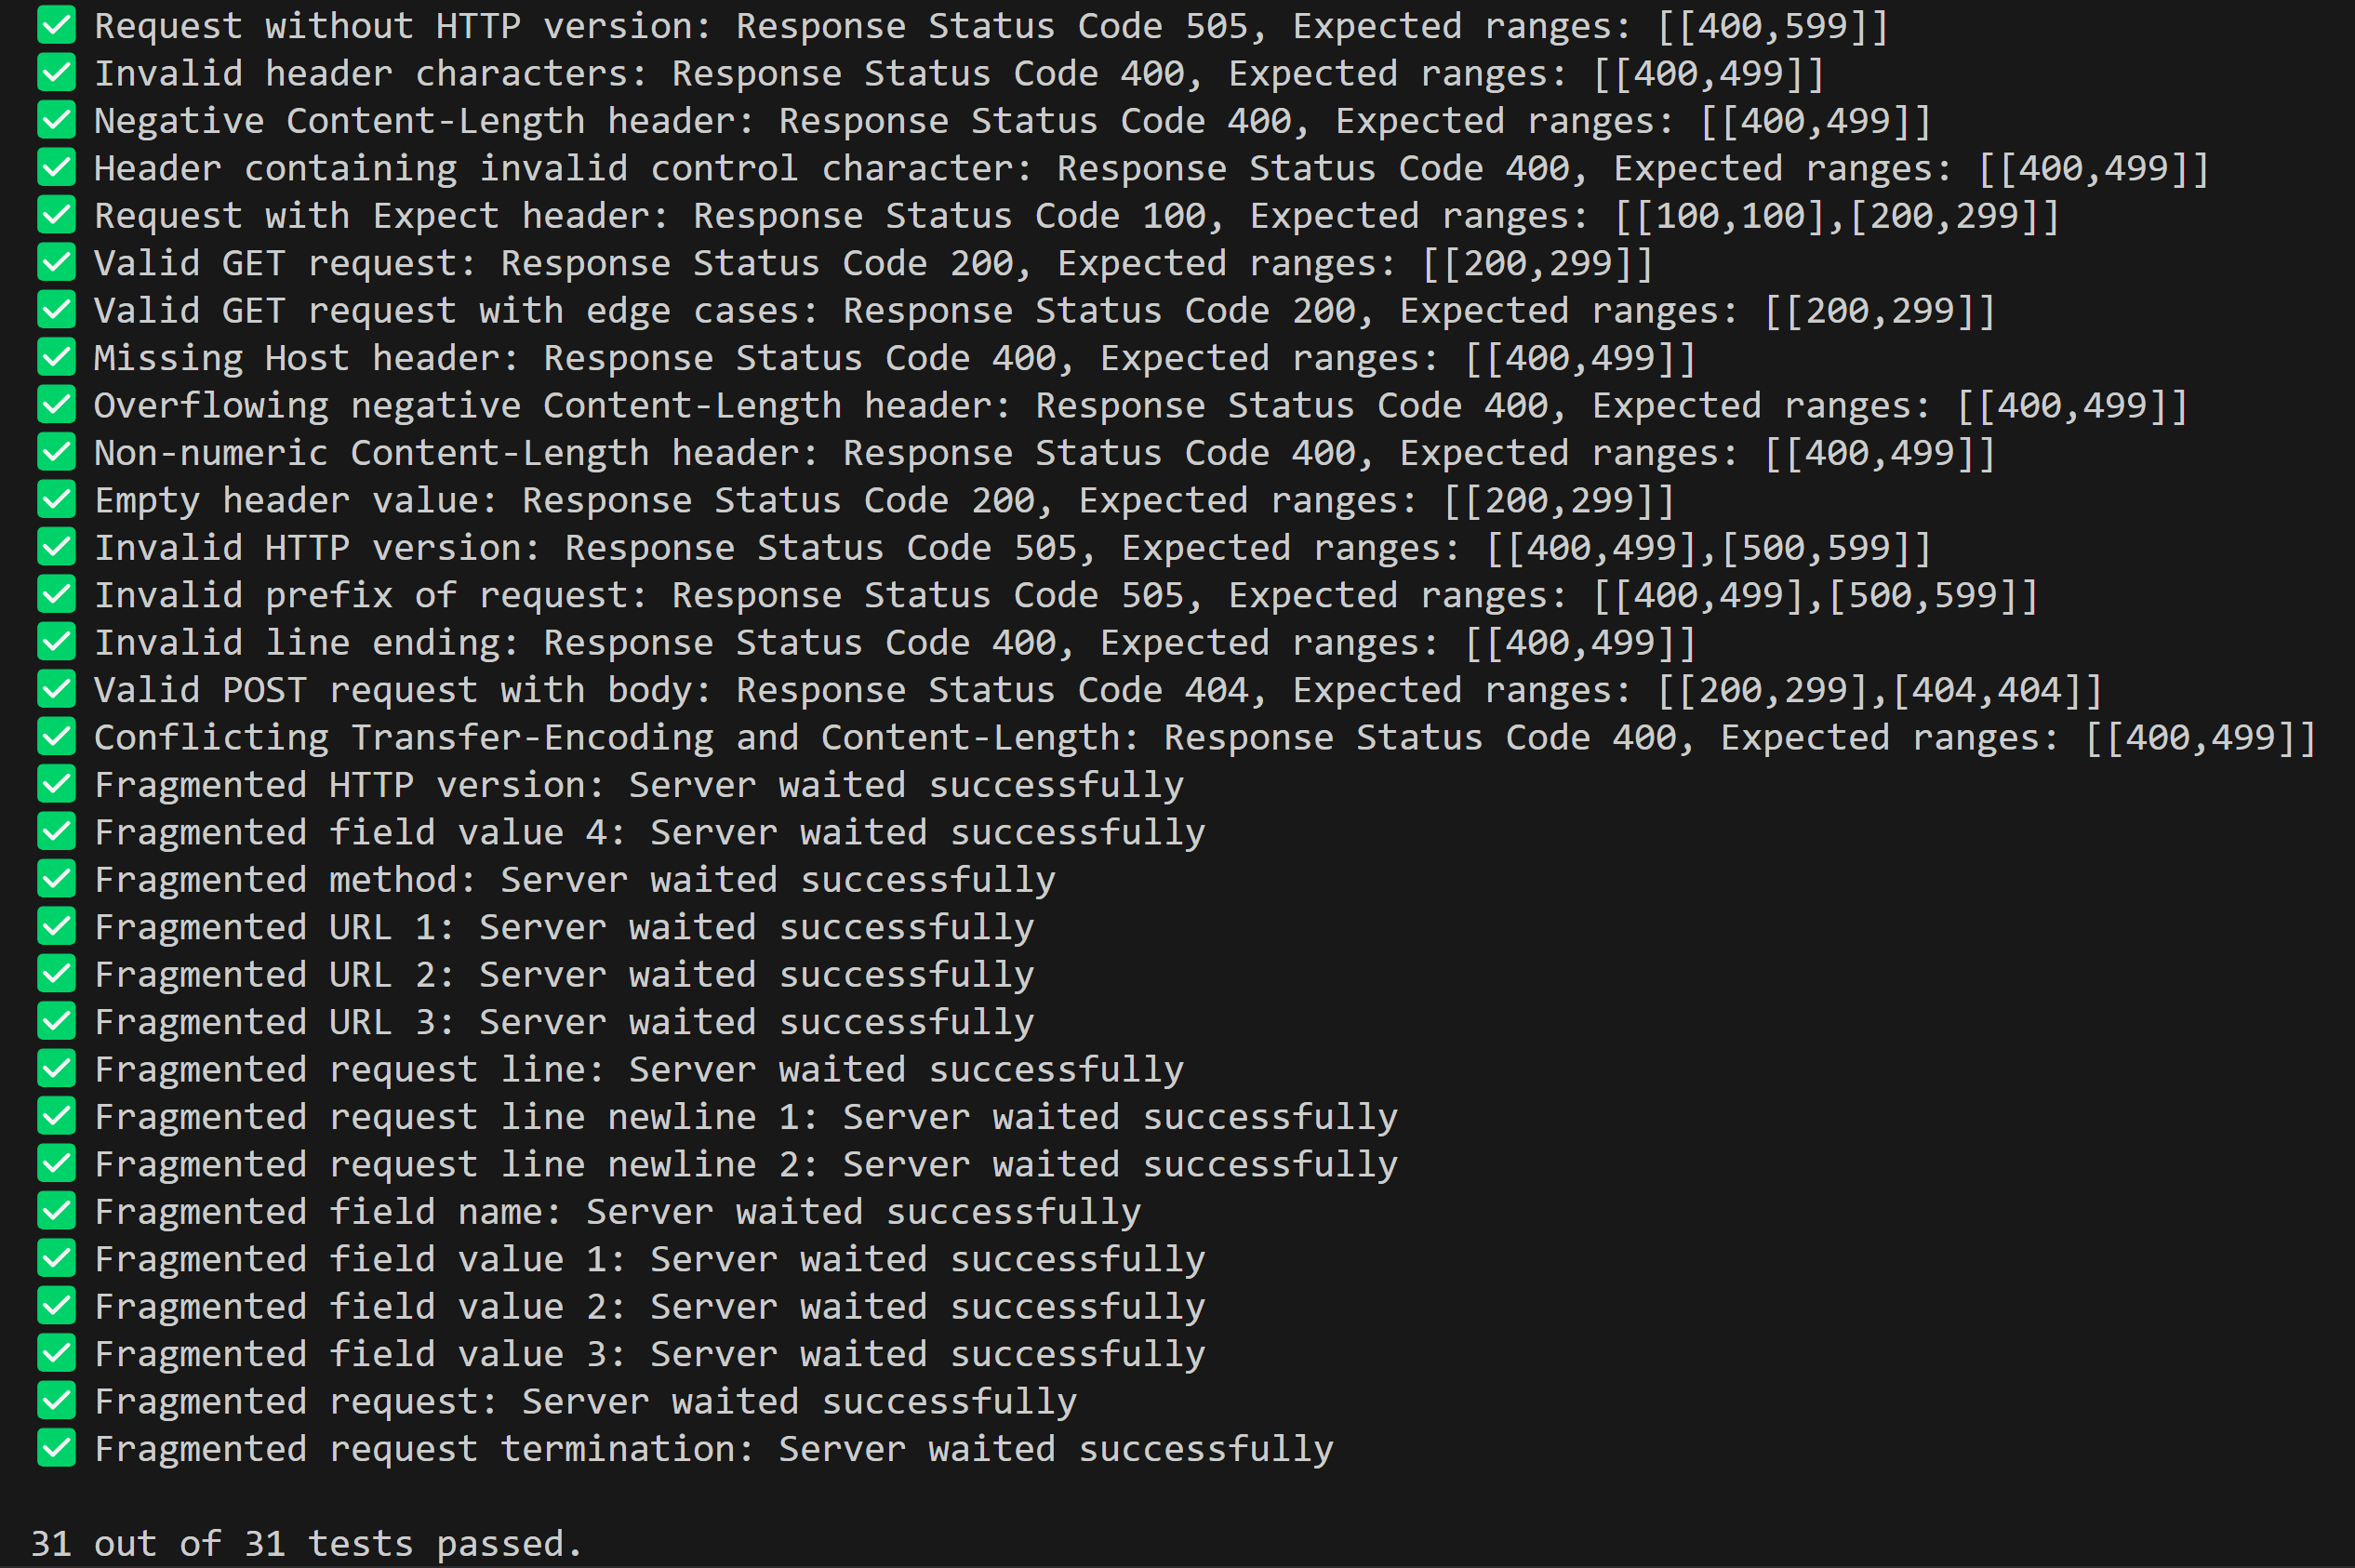 ✅ Request without HTTP version: Response Status Code 505, Expected ranges: [[400,599]]
✅ Invalid header characters: Response Status Code 400, Expected ranges: [[400,499]]
✅ Negative Content-Length header: Response Status Code 400, Expected ranges: [[400,499]]
✅ Header containing invalid control character: Response Status Code 400, Expected ranges: [[400,499]]
✅ Request with Expect header: Response Status Code 100, Expected ranges: [[100,100],[200,299]]
✅ Valid GET request: Response Status Code 200, Expected ranges: [[200,299]]
✅ Valid GET request with edge cases: Response Status Code 200, Expected ranges: [[200,299]]
✅ Missing Host header: Response Status Code 400, Expected ranges: [[400,499]]
✅ Overflowing negative Content-Length header: Response Status Code 400, Expected ranges: [[400,499]]
✅ Non-numeric Content-Length header: Response Status Code 400, Expected ranges: [[400,499]]
✅ Empty header value: Response Status Code 200, Expected ranges: [[200,299]]
✅ Invalid HTTP version: Response Status Code 505, Expected ranges: [[400,499],[500,599]]
✅ Invalid prefix of request: Response Status Code 505, Expected ranges: [[400,499],[500,599]]
✅ Invalid line ending: Response Status Code 400, Expected ranges: [[400,499]]
✅ Valid POST request with body: Response Status Code 404, Expected ranges: [[200,299],[404,404]]
✅ Conflicting Transfer-Encoding and Content-Length: Response Status Code 400, Expected ranges: [[400,499]]
✅ Fragmented HTTP version: Server waited successfully
✅ Fragmented field value 4: Server waited successfully
✅ Fragmented method: Server waited successfully
✅ Fragmented URL 1: Server waited successfully
✅ Fragmented URL 2: Server waited successfully
✅ Fragmented URL 3: Server waited successfully
✅ Fragmented request line: Server waited successfully
✅ Fragmented request line newline 1: Server waited successfully
✅ Fragmented request line newline 2: Server waited successfully
✅ Fragmented field name: Server waited successfully
✅ Fragmented field value 1: Server waited successfully
✅ Fragmented field value 2: Server waited successfully
✅ Fragmented field value 3: Server waited successfully
✅ Fragmented request: Server waited successfully
✅ Fragmented request termination: Server waited successfully
31 out of 31 tests passed.